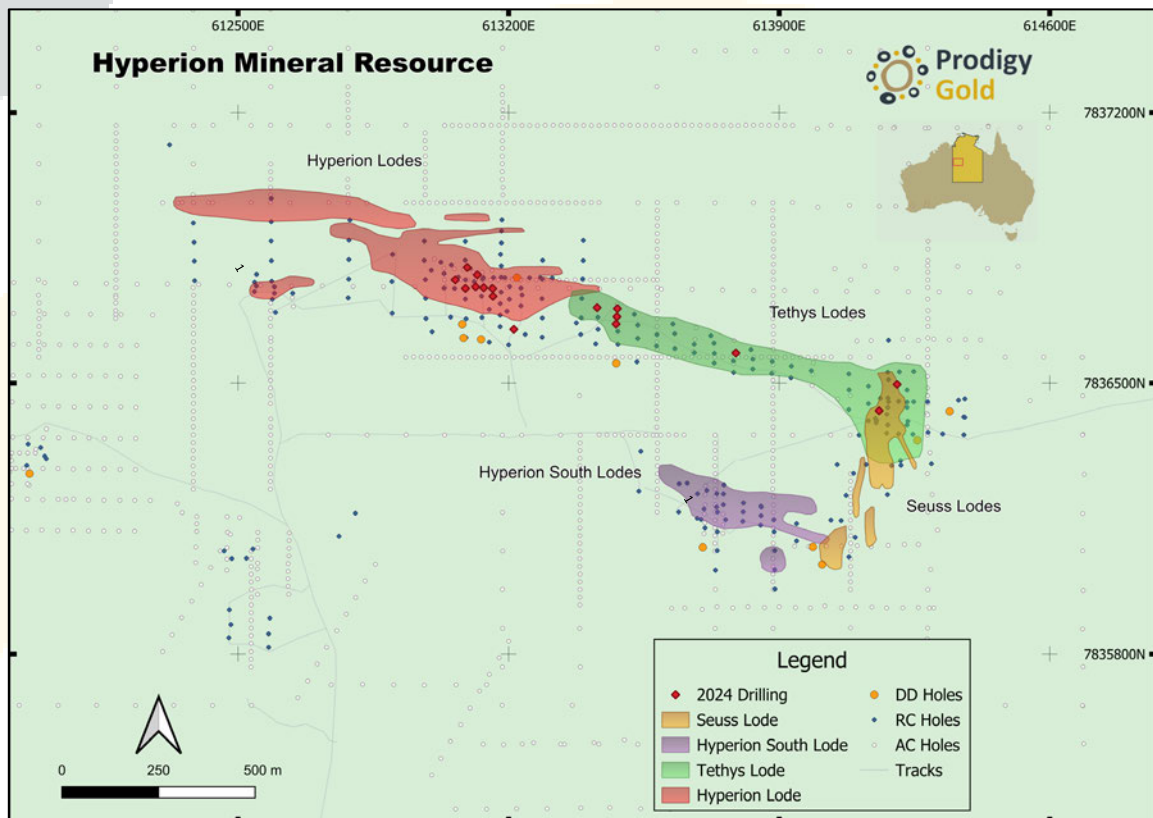 612500E
613200E
613900E
614600E
Hyperion Mineral Resource
Prodigy
Gold
7837200N
Hyperion Lodes
Tethys Lodes
7836500N
Hyperion South Lodes
Seuss Lodes
7835800N
Legend
2024 Drilling
Seuss Lode
Hyperion South Lode
Tethys Lode
Hyperion Lode
DD Holes
RC Holes
AC Holes
Tracks
0 250 500 m